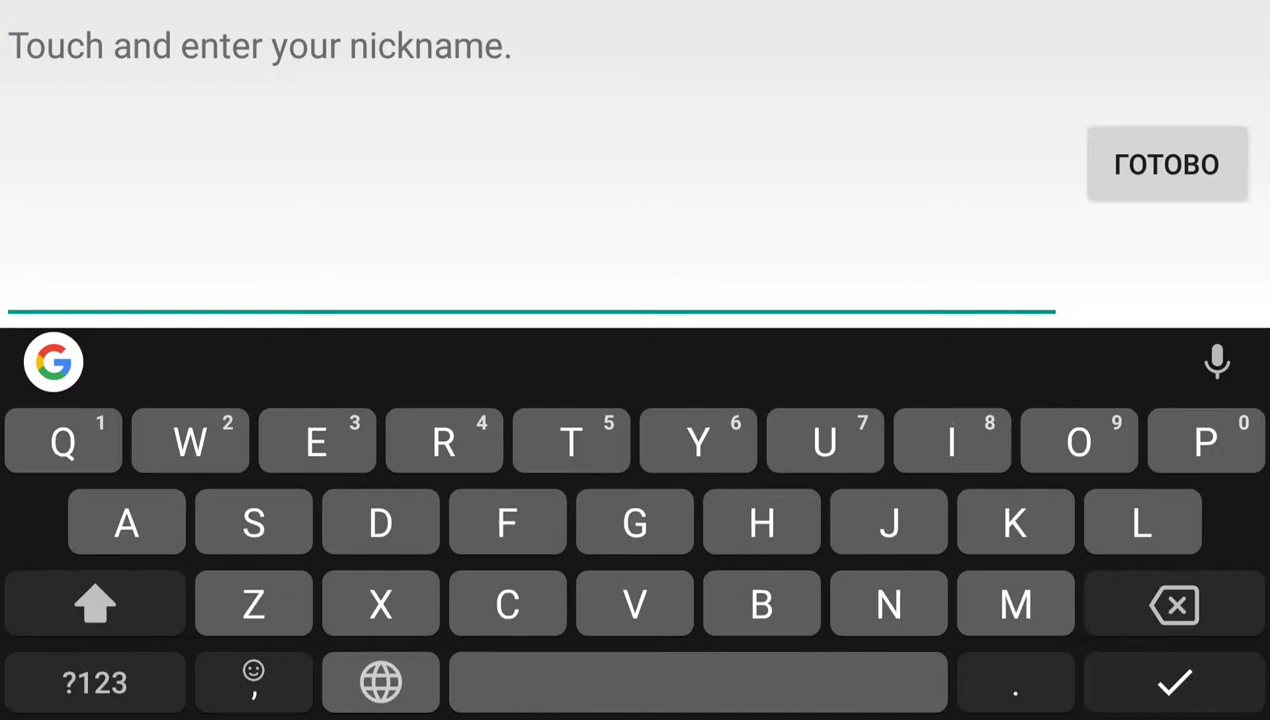 Touch and enter your nickname.
ГОТОВО
G
Q 1 W 2 E 3 R 4 T 5 Y 6 U 7 I 8 O 9 P 0
A S D F G H J K L
Z X C V B N M
?123 , .